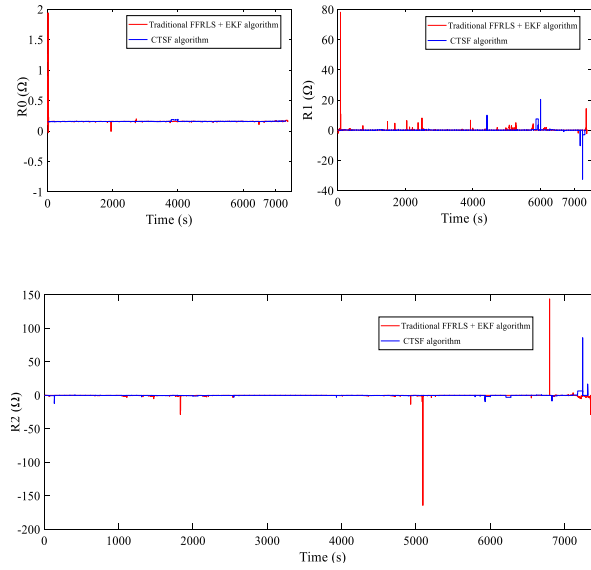 2
1.5
1
0.5
0
-0.5
-1
R0 (Ω)
0 2000 4000 6000 7000
Time (s)
Traditional FFRLS + EKF algorithm
CTSF algorithm
80
60
40
20
0
-20
-40
R1 (Ω)
0 2000 4000 6000 7000
Time (s)
Traditional FFRLS + EKF algorithm
CTSF algorithm
150
100
50
0
-50
-100
-150
-200
R2 (Ω)
0 1000 2000 3000 4000 5000 6000 7000
Time (s)
Traditional FFRLS + EKF algorithm
CTSF algorithm